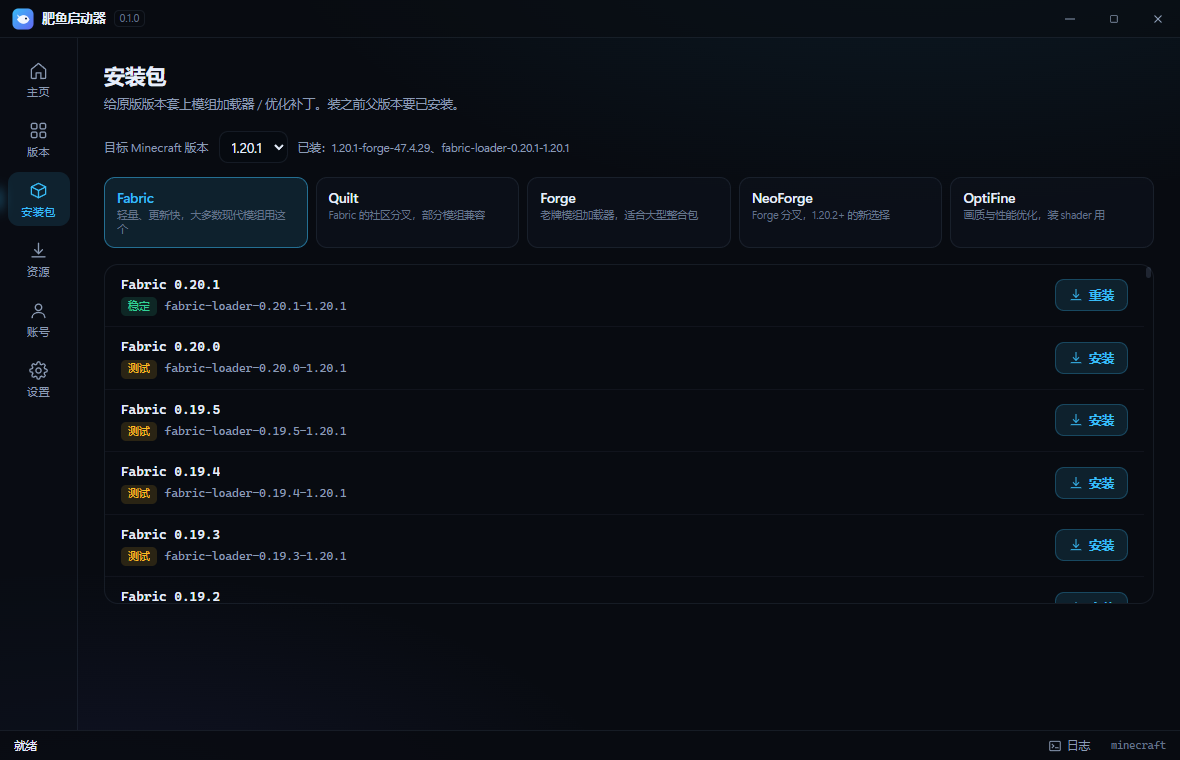 肥鱼启动器 0.1.0
主页
版本
安装包
资源
账号
设置
安装包
给原版版本套上模组加载器 / 优化补丁。装之前父版本要已安装。
目标 Minecraft 版本 1.20.1 已装：1.20.1-forge-47.4.29、fabric-loader-0.20.1-1.20.1
Fabric
轻量、更新快，大多数现代模组用这
个
Quilt
Fabric 的社区分叉，部分模组兼容
Forge
老牌模组加载器，适合大型整合包
NeoForge
Forge 分叉，1.20.2+ 的新选择
OptiFine
画质与性能优化，装 shader 用
Fabric 0.20.1
稳定 fabric-loader-0.20.1-1.20.1
重装
Fabric 0.20.0
测试 fabric-loader-0.20.0-1.20.1
安装
Fabric 0.19.5
测试 fabric-loader-0.19.5-1.20.1
安装
Fabric 0.19.4
测试 fabric-loader-0.19.4-1.20.1
安装
Fabric 0.19.3
测试 fabric-loader-0.19.3-1.20.1
安装
Fabric 0.19.2
就绪
日志 minecraft